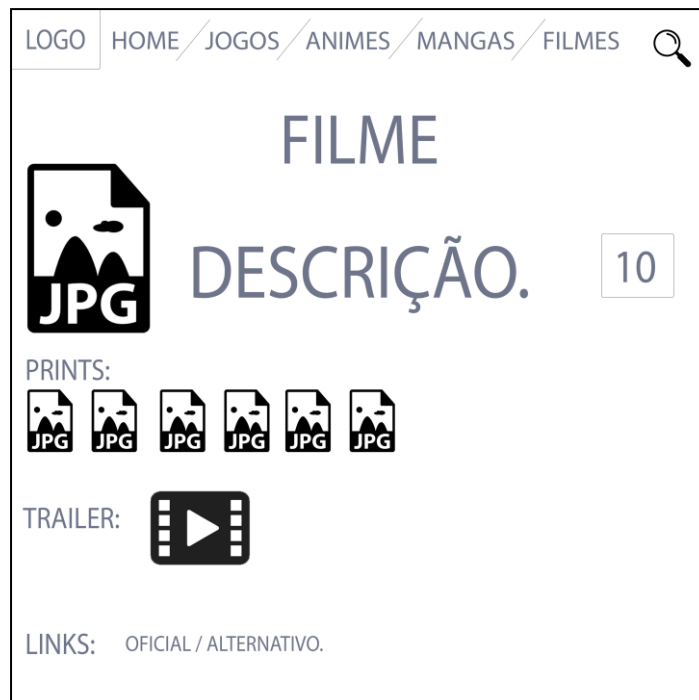 LOGO HOME JOGOS ANIMES MANGAS FILMES
FILME
DESCRIÇÃO. 10
JPG
PRINTS:
JPG JPG JPG JPG JPG JPG
TRAILER:
LINKS: OFICIAL / ALTERNATIVO.